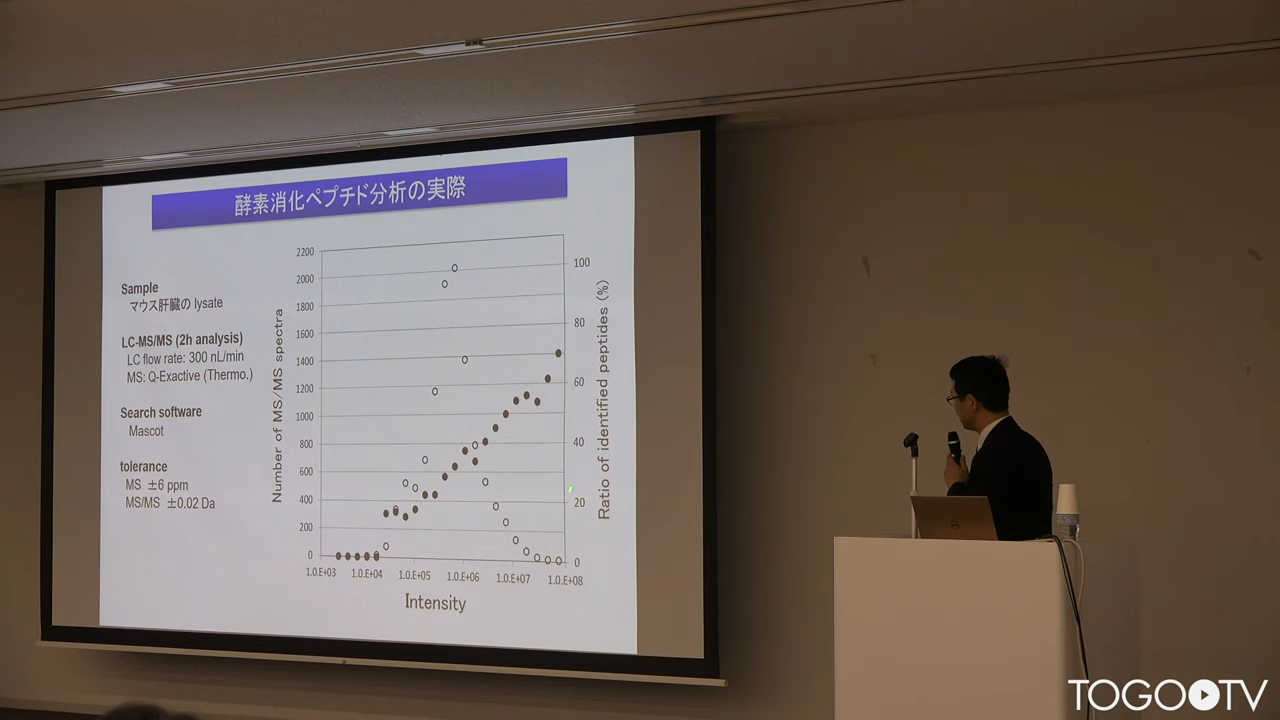 酵素消化ペプチド分析の実際
Sample
マウス肝臓の lysate
LC-MS/MS (2h analysis)
LC flow rate: 300 nL/min
MS: Q-Exactive (Thermo.)
Search software
Mascot
tolerance
MS ±6 ppm
MS/MS ±0.02 Da
Number of MS/MS spectra
2200
2000
1800
1600
1400
1200
1000
800
600
400
200
0
1.0.E+03 1.0.E+04 1.0.E+05 1.0.E+06 1.0.E+07 1.0.E+08
Intensity
100
80
60
40
20
0
Ratio of identified peptides (%)
TOGOTV